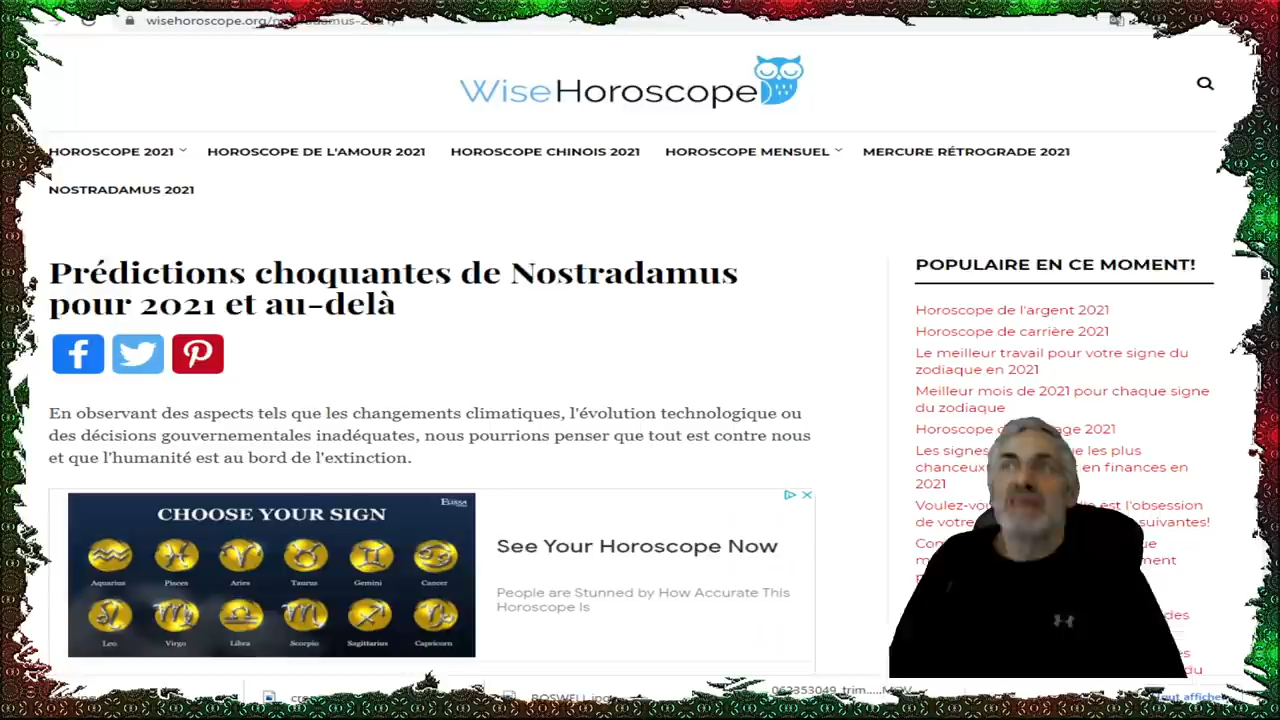 wisehoroscope.org/
WiseHoroscope
HOROSCOPE 2021 HOROSCOPE DE L'AMOUR 2021 HOROSCOPE CHINOIS 2021 HOROSCOPE MENSUEL MERCURE RÉTROGRADE 2021
NOSTRADAMUS 2021
Prédictions choquantes de Nostradamus
pour 2021 et au-delà
En observant des aspects tels que les changements climatiques, l'évolution technologique ou
des décisions gouvernementales inadéquates, nous pourrions penser que tout est contre nous
et que l'humanité est au bord de l'extinction.
CHOOSE YOUR SIGN
Aquarius Pisces Aries Taurus Gemini Cancer
Leo Virgo Libra Scorpio Sagittarius Capricorn
See Your Horoscope Now
People are Stunned by How Accurate This
Horoscope Is
POPULAIRE EN CE MOMENT!
Horoscope de l'argent 2021
Horoscope de carrière 2021
Le meilleur travail pour votre signe du
zodiaque en 2021
Meilleur mois de 2021 pour chaque signe
du zodiaque
Horoscope 2021
Les les plus
chanceux en finances en
2021
est l'obsession
de votre suivantes!
062353049_trim.....MOV